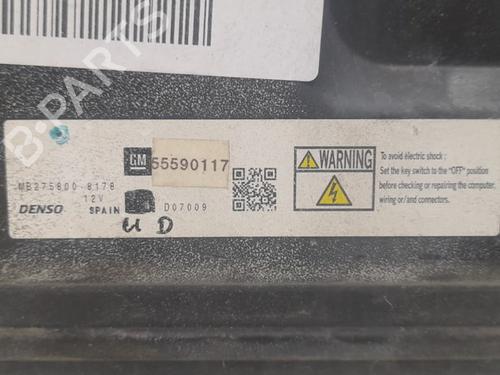 B-PARTS
GM 55590117
MB275800-8178
12V
DENSO SPAIN D07009
U D
WARNING
To avoid electric shock :
Set the key switch to the "OFF" position
before checking or repairing the computer,
wiring or/and connectors.